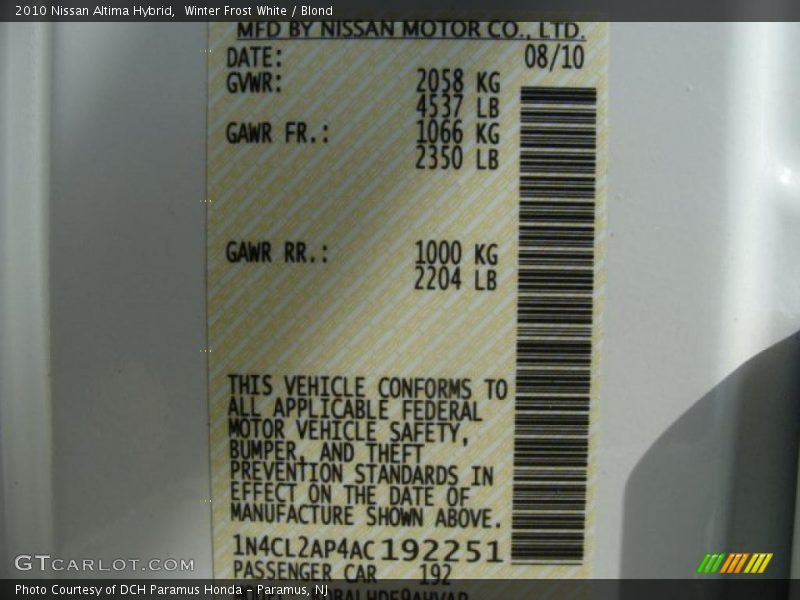 2010 Nissan Altima Hybrid, Winter Frost White / Blond
MFD BY NISSAN MOTOR CO., LTD.
DATE: 08/10
GVWR: 2058 KG
4537 LB
GAWR FR.: 1066 KG
2350 LB
GAWR RR.: 1000 KG
2204 LB
THIS VEHICLE CONFORMS TO
ALL APPLICABLE FEDERAL
MOTOR VEHICLE SAFETY,
BUMPER, AND THEFT
PREVENTION STANDARDS IN
EFFECT ON THE DATE OF
MANUFACTURE SHOWN ABOVE.
1N4CL2AP4AC192251
PASSENGER CAR 192
GTCARLOT.COM
Photo Courtesy of DCH Paramus Honda - Paramus, NJ